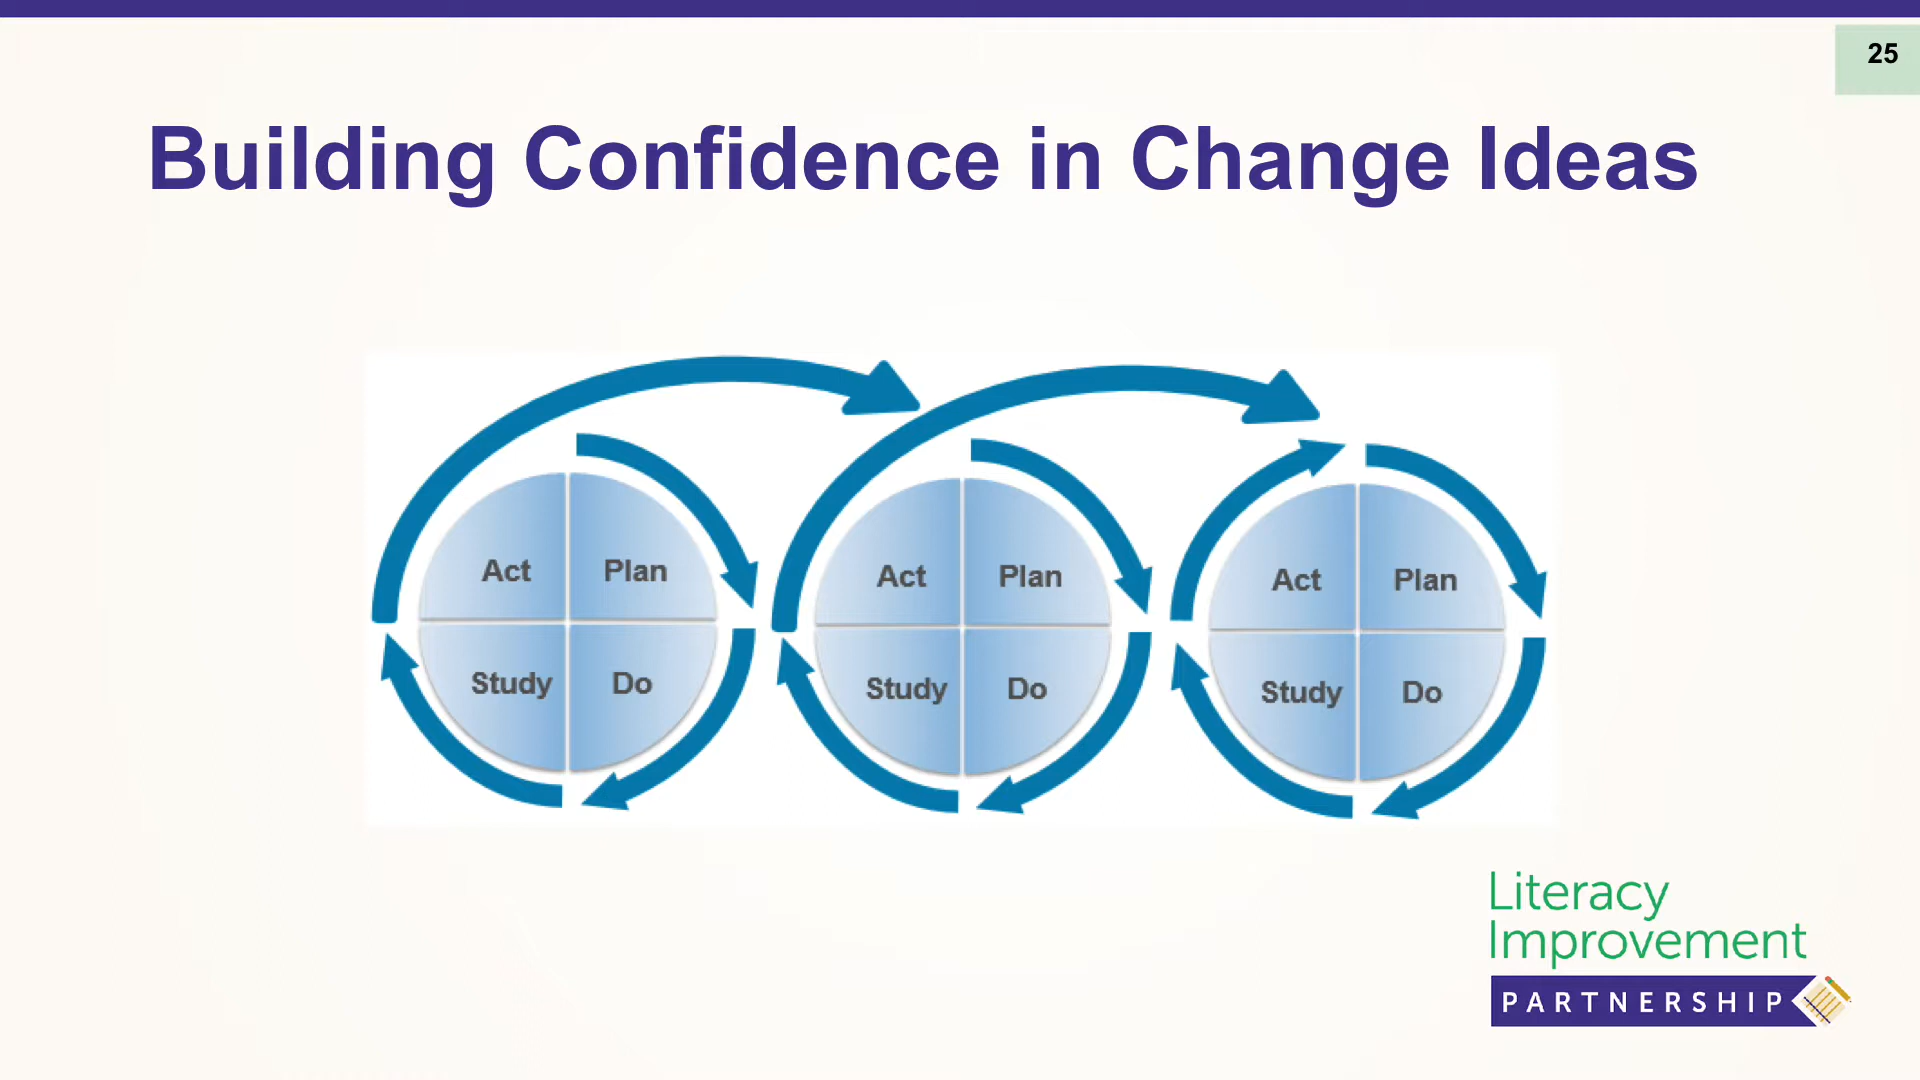 25
Building Confidence in Change Ideas
Act Plan
Study Do
Act Plan
Study Do
Act Plan
Study Do
Literacy
Improvement
PARTNERSHIP